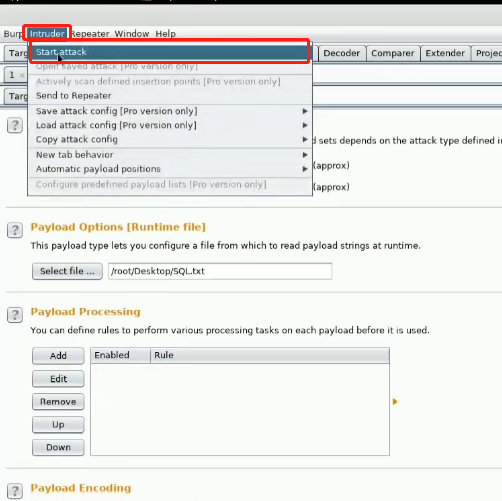 Burp Intruder Repeater Window Help
Decoder Comparer Extender
Start attack
Open saved attack [Pro version only]
1 ×
Actively scan defined insertion points [Pro version only]
Send to Repeater
Save attack config [Pro version only]
Load attack config [Pro version only]
Copy attack config
sets depends on the attack type defined
New tab behavior
(approx)
Automatic payload positions
Configure predefined payload lists [Pro version only]
(approx)
? Payload Options [Runtime file]
This payload type lets you configure a file from which to read payload strings at runtime.
Select file ... /root/Desktop/SQL.txt
? Payload Processing
You can define rules to perform various processing tasks on each payload before it is used.
Add Enabled Rule
Edit
Remove
Up
Down
? Payload Encoding